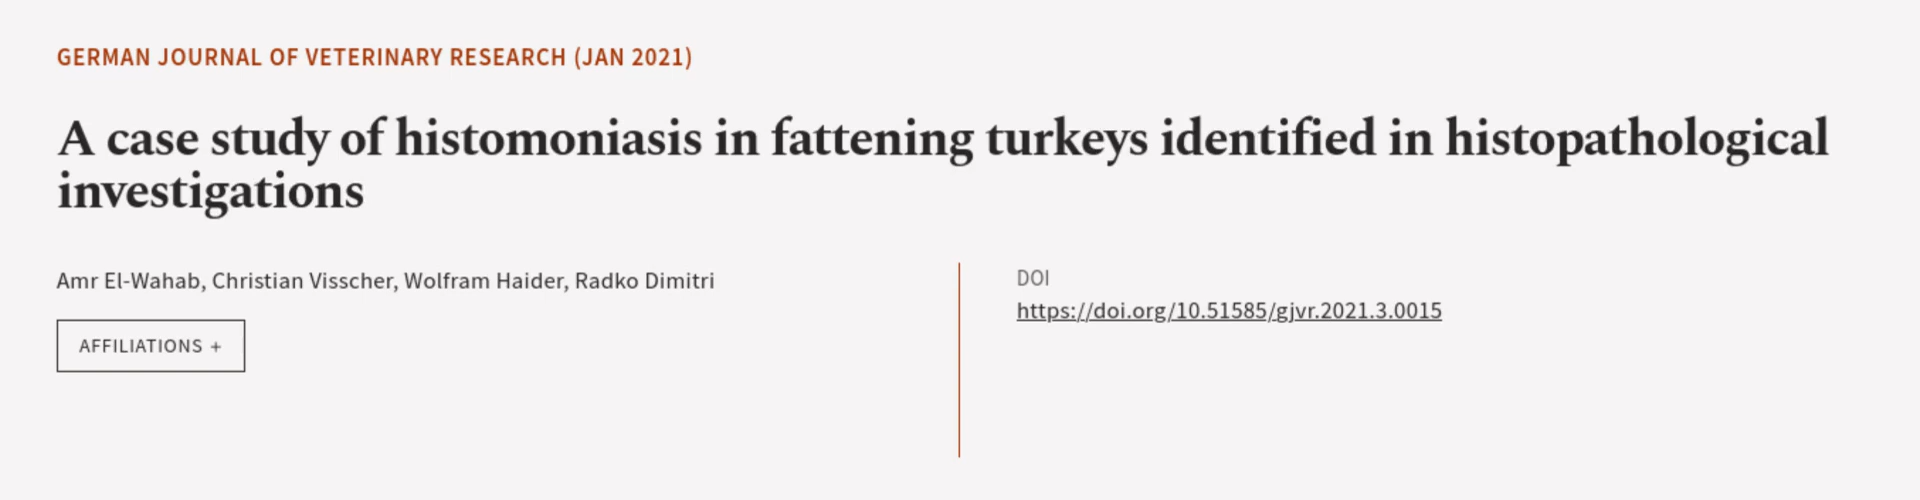 GERMAN JOURNAL OF VETERINARY RESEARCH (JAN 2021)
A case study of histomoniasis in fattening turkeys identified in histopathological
investigations
Amr El-Wahab, Christian Visscher, Wolfram Haider, Radko Dimitri
AFFILIATIONS +
DOI
https://doi.org/10.51585/gjvr.2021.3.0015